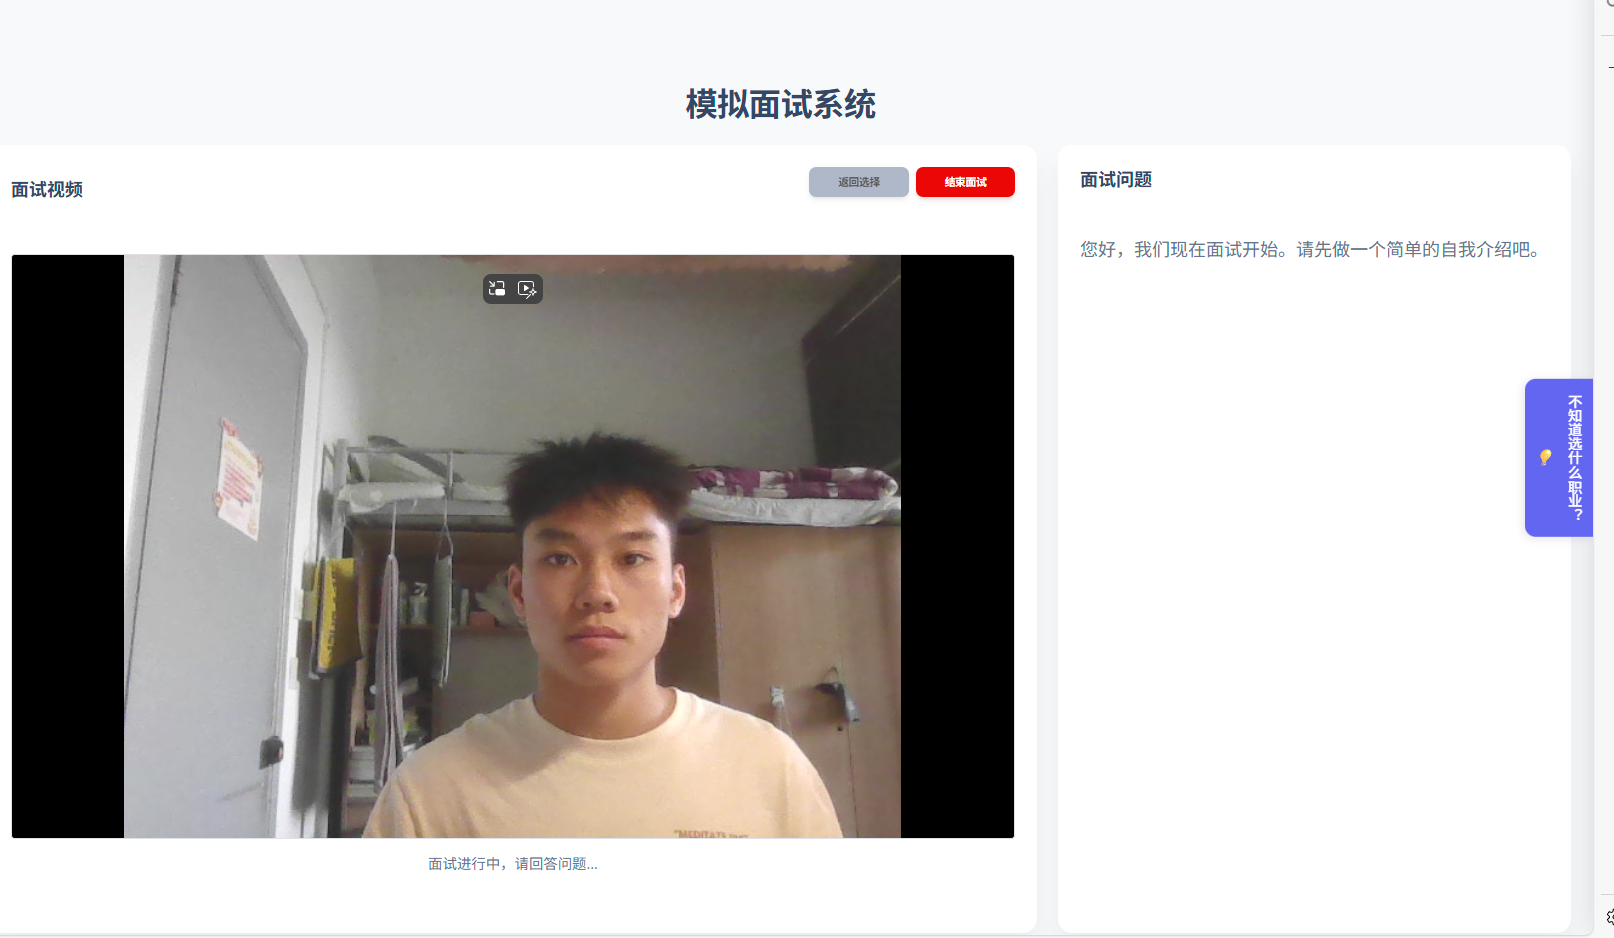 模拟面试系统
面试视频
返回选择
结束面试
面试问题
您好，我们现在面试开始。请先做一个简单的自我介绍吧。
不知道选什么职业？
面试进行中，请回答问题...